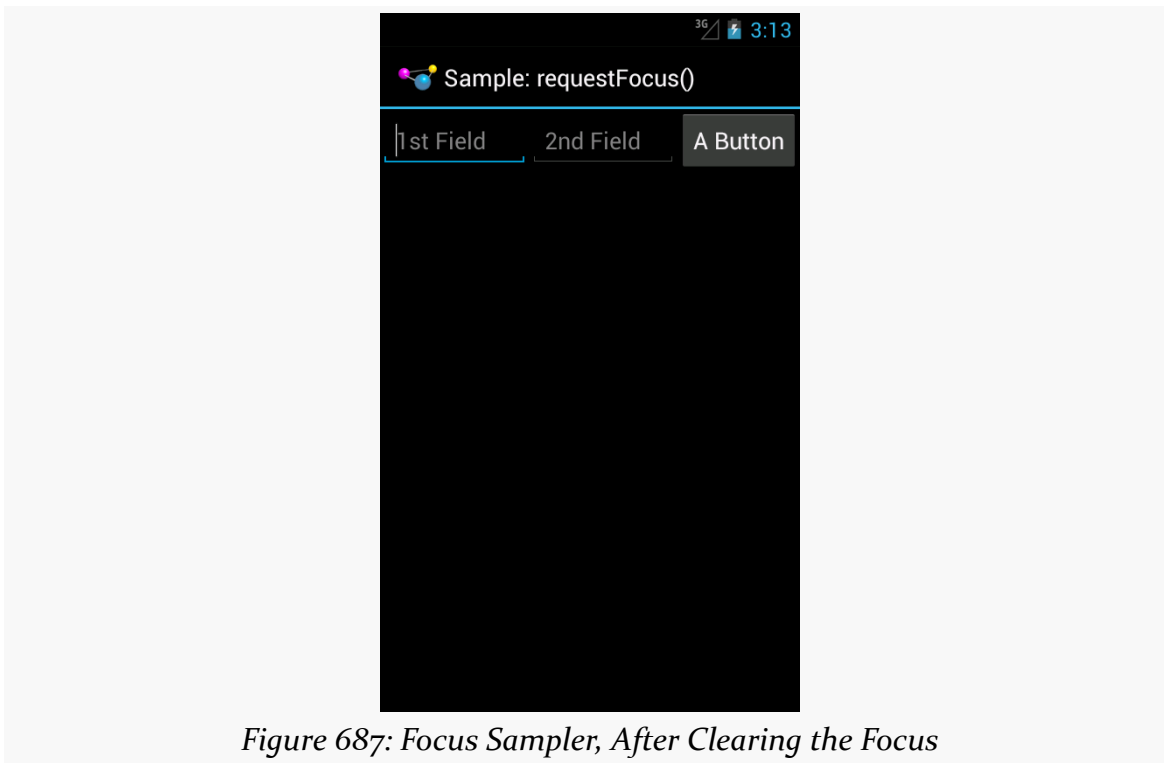 3G 3:13
Sample: requestFocus()
1st Field 2nd Field A Button
Figure 687: Focus Sampler, After Clearing the Focus